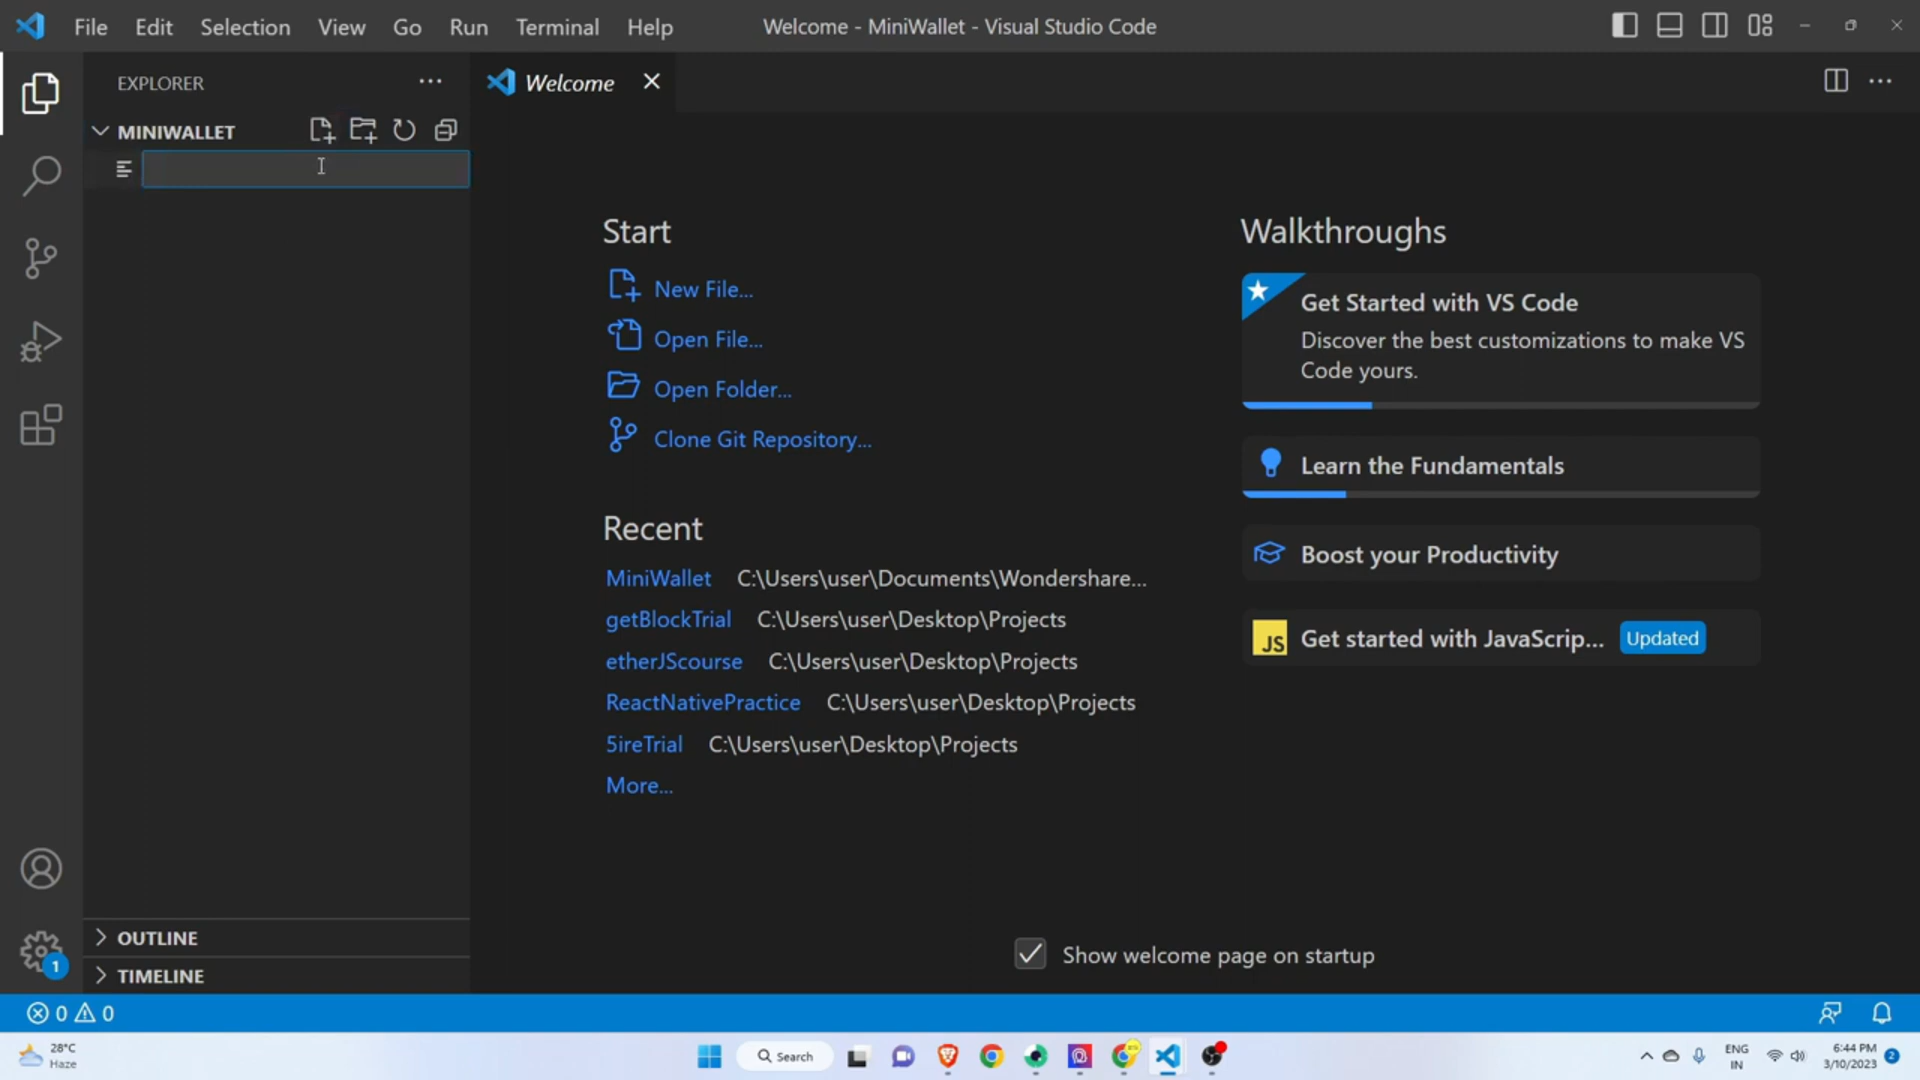 File Edit Selection View Go Run Terminal Help
Welcome - MiniWallet - Visual Studio Code
EXPLORER
Welcome
MINIWALLET
Start
New File...
Open File...
Open Folder...
Clone Git Repository...
Recent
MiniWallet C:\Users\user\Documents\Wondershare...
getBlockTrial C:\Users\user\Desktop\Projects
etherJScourse C:\Users\user\Desktop\Projects
ReactNativePractice C:\Users\user\Desktop\Projects
5ireTrial C:\Users\user\Desktop\Projects
More...
Walkthroughs
Get Started with VS Code
Discover the best customizations to make VS
Code yours.
Learn the Fundamentals
Boost your Productivity
JS Get started with JavaScrip... Updated
Show welcome page on startup
OUTLINE
TIMELINE
1
0 0
28°C
Haze
Search
ENG
IN
6:44 PM
3/10/2023
2